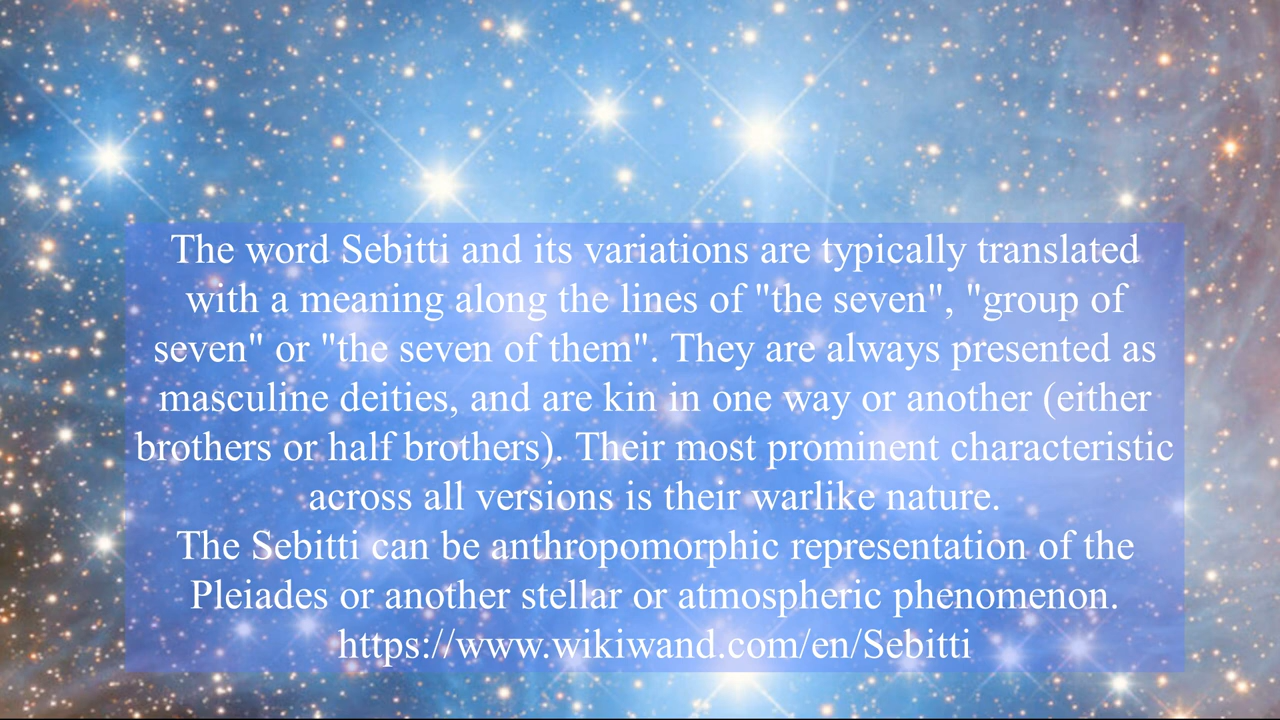 The word Sebitti and its variations are typically translated
with a meaning along the lines of "the seven", "group of
seven" or "the seven of them". They are always presented as
masculine deities, and are kin in one way or another (either
brothers or half brothers). Their most prominent characteristic
across all versions is their warlike nature.
The Sebitti can be anthropomorphic representation of the
Pleiades or another stellar or atmospheric phenomenon.
https://www.wikiwand.com/en/Sebitti